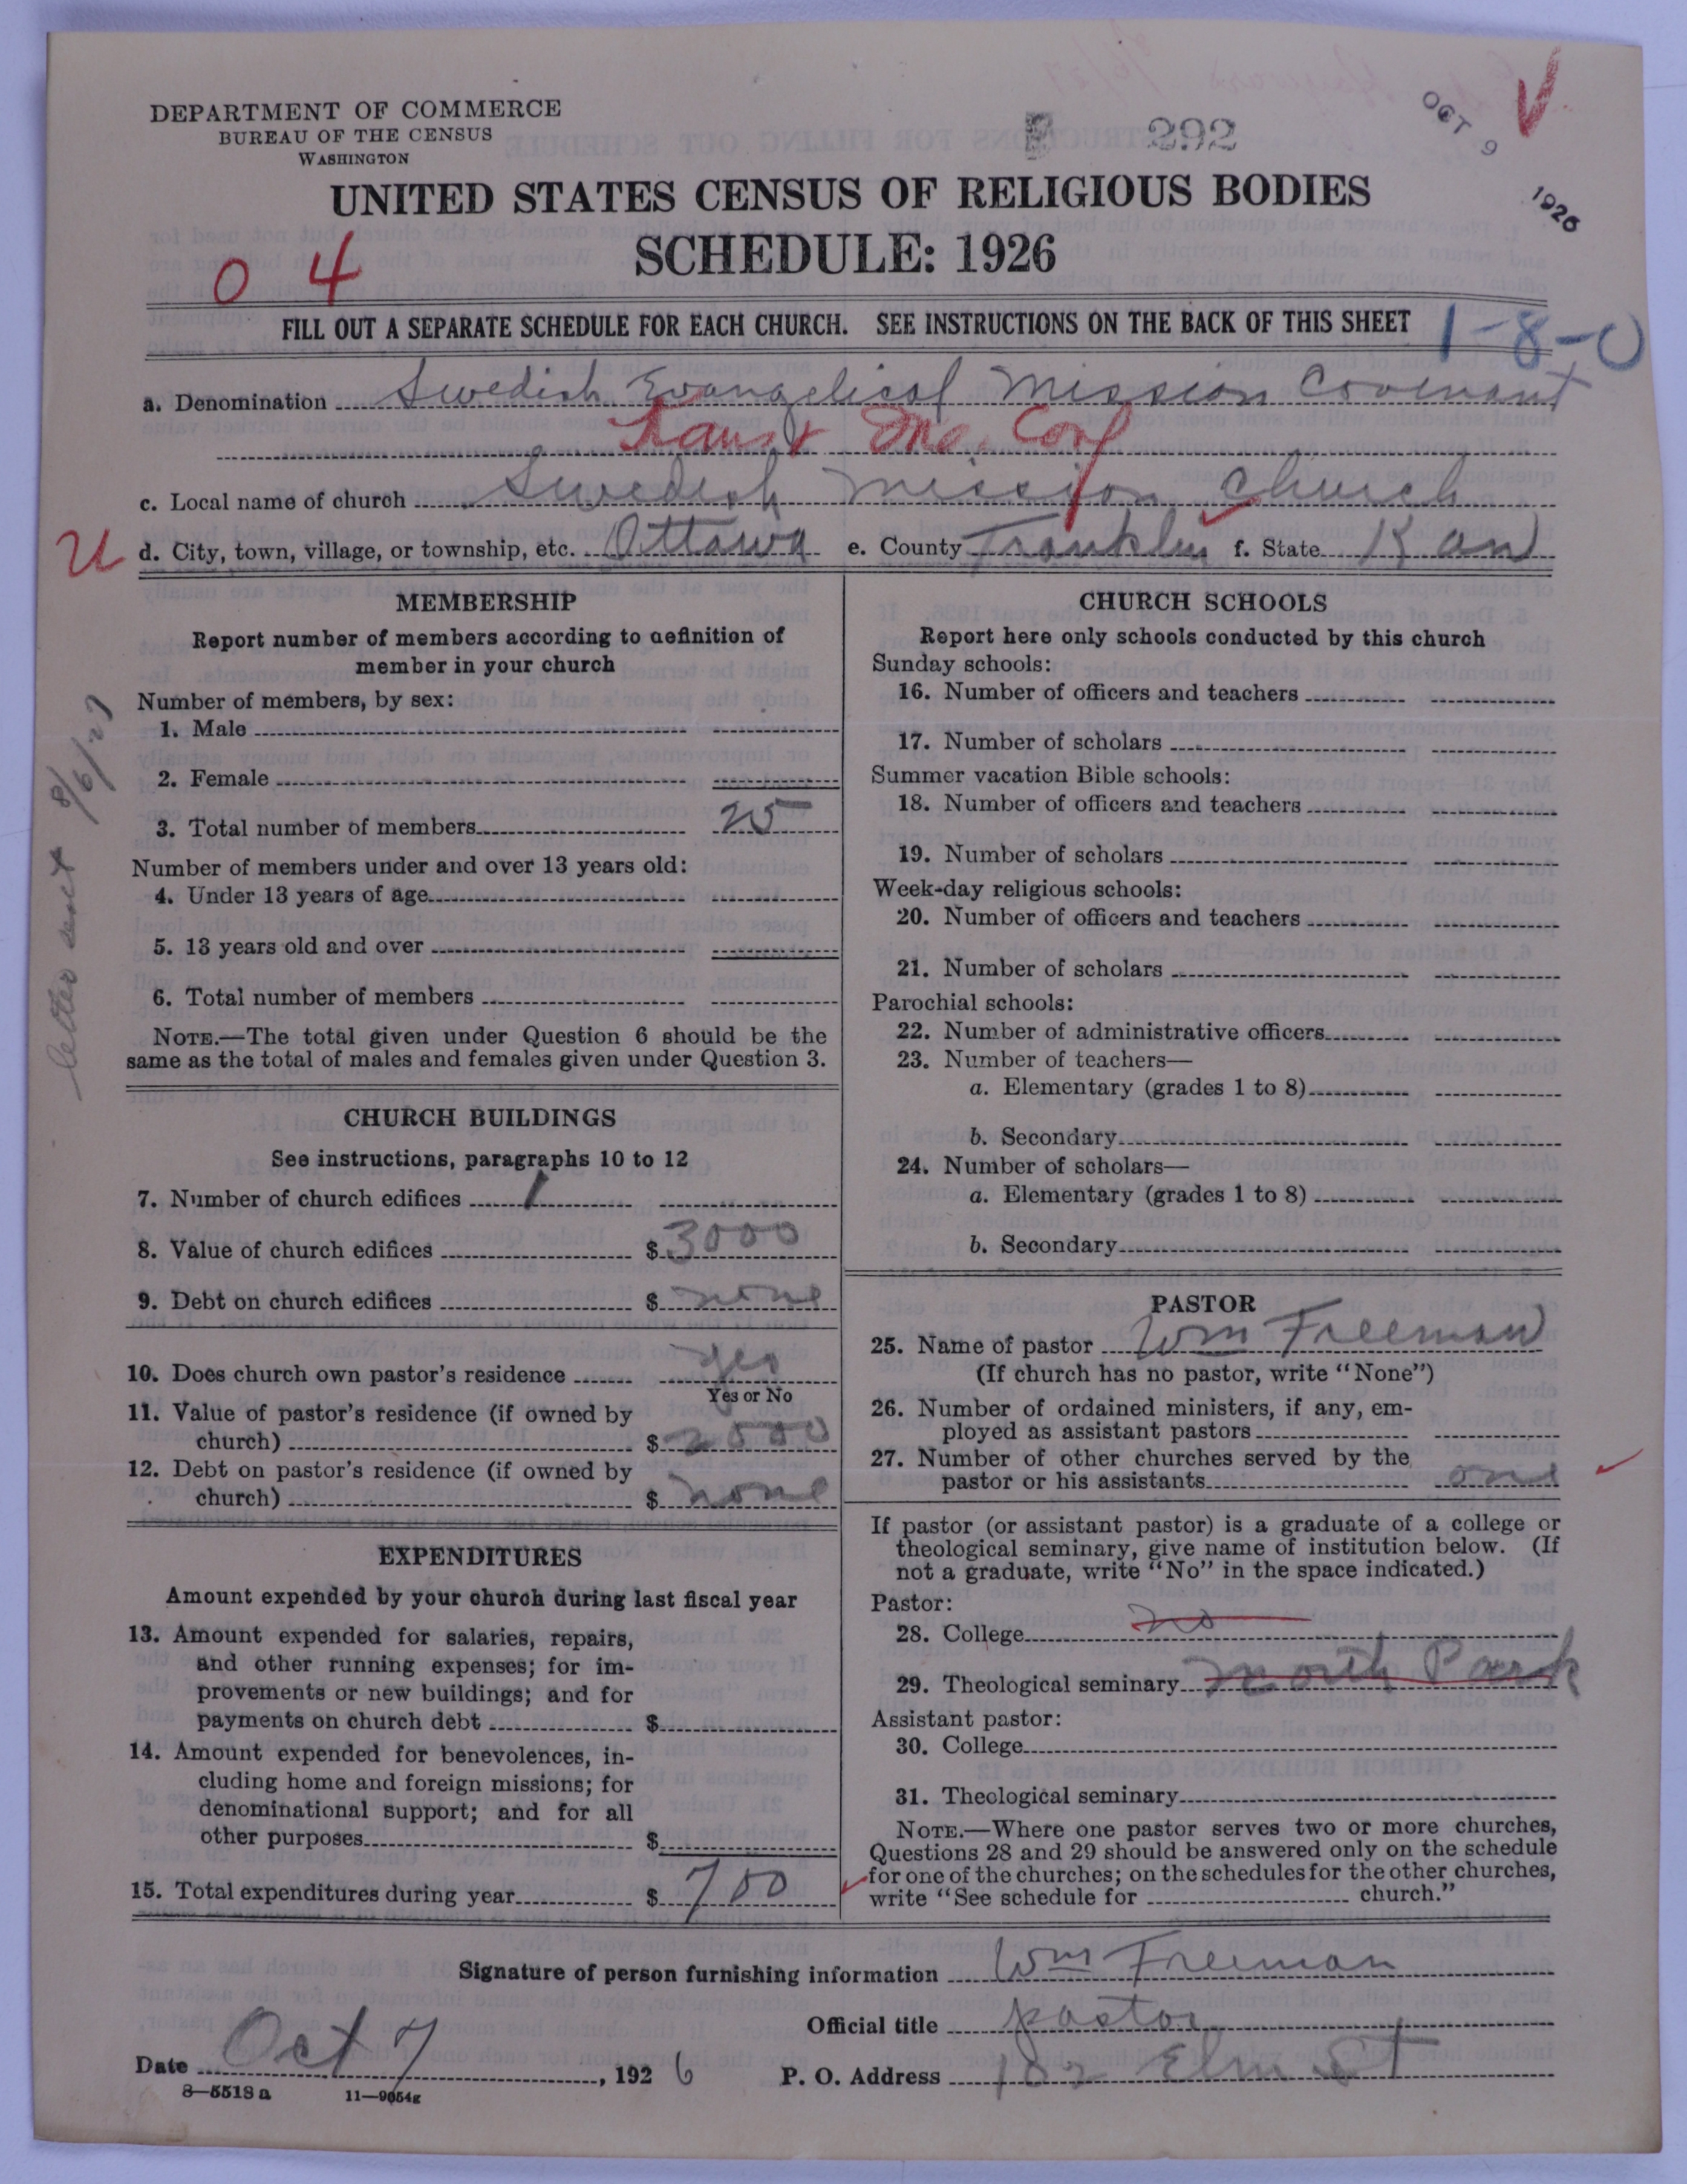 DEPARTMENT OF COMMERCE
BUREAU OF THE CENSUS
WASHINGTON
292
OCT 9 1926
UNITED STATES CENSUS OF RELIGIOUS BODIES
SCHEDULE: 1926
0 4
FILL OUT A SEPARATE SCHEDULE FOR EACH CHURCH. SEE INSTRUCTIONS ON THE BACK OF THIS SHEET
1-8-0
a. Denomination Swedish Evangelical Mission Covenant
Kans & Mo. Conf
c. Local name of church Swedish Mission Church
U
d. City, town, village, or township, etc. Ottawa e. County Franklin f. State Kan
letter sent 8/6/27
MEMBERSHIP
Report number of members according to definition of
member in your church
Number of members, by sex:
1. Male
2. Female
3. Total number of members 25
Number of members under and over 13 years old:
4. Under 13 years of age
5. 13 years old and over
6. Total number of members
NOTE.—The total given under Question 6 should be the
same as the total of males and females given under Question 3.
CHURCH BUILDINGS
See instructions, paragraphs 10 to 12
7. Number of church edifices 1
8. Value of church edifices $ 3000
9. Debt on church edifices $ none
10. Does church own pastor's residence yes
Yes or No
11. Value of pastor's residence (if owned by
church) $ 2000
12. Debt on pastor's residence (if owned by
church) $ none
EXPENDITURES
Amount expended by your church during last fiscal year
13. Amount expended for salaries, repairs,
and other running expenses; for im-
provements or new buildings; and for
payments on church debt $
14. Amount expended for benevolences, in-
cluding home and foreign missions; for
denominational support; and for all
other purposes $
15. Total expenditures during year $ 700
CHURCH SCHOOLS
Report here only schools conducted by this church
Sunday schools:
16. Number of officers and teachers
17. Number of scholars
Summer vacation Bible schools:
18. Number of officers and teachers
19. Number of scholars
Week-day religious schools:
20. Number of officers and teachers
21. Number of scholars
Parochial schools:
22. Number of administrative officers
23. Number of teachers—
a. Elementary (grades 1 to 8)
b. Secondary
24. Number of scholars—
a. Elementary (grades 1 to 8)
b. Secondary
PASTOR
25. Name of pastor Wm Freeman
(If church has no pastor, write "None")
26. Number of ordained ministers, if any, em-
ployed as assistant pastors
27. Number of other churches served by the
pastor or his assistants one
If pastor (or assistant pastor) is a graduate of a college or
theological seminary, give name of institution below. (If
not a graduate, write "No" in the space indicated.)
Pastor:
28. College no
29. Theological seminary North Park
Assistant pastor:
30. College
31. Theological seminary
NOTE.—Where one pastor serves two or more churches,
Questions 28 and 29 should be answered only on the schedule
for one of the churches; on the schedules for the other churches,
write "See schedule for church."
Signature of person furnishing information Wm Freeman
Official title pastor
Date Oct 7, 1926 P. O. Address 102 Elm St
8—5518 a 11—9054g